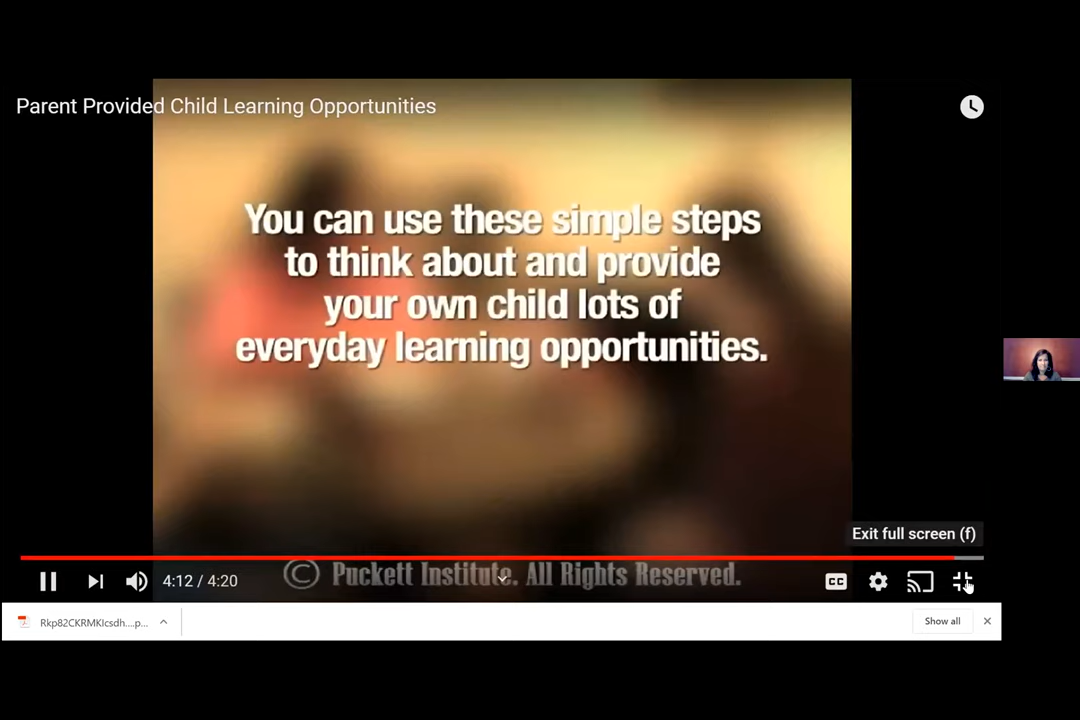 Parent Provided Child Learning Opportunities
You can use these simple steps
to think about and provide
your own child lots of
everyday learning opportunities.
Exit full screen (f)
4:12 / 4:20
© Puckett Institute. All Rights Reserved.
CC
Rkp82CKRMKIcsdh....p...
Show all